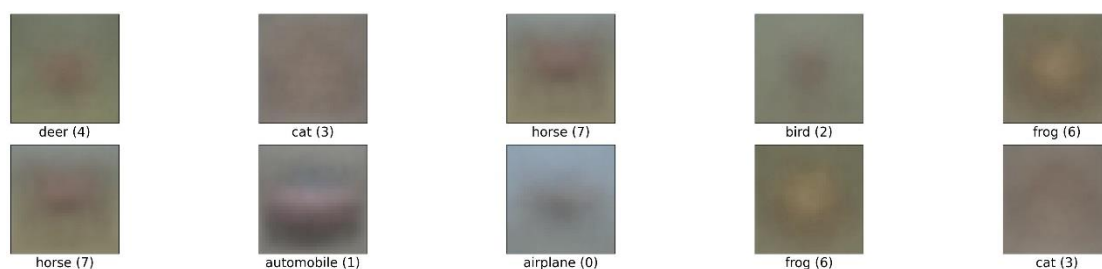 deer (4) cat (3) horse (7) bird (2) frog (6)
horse (7) automobile (1) airplane (0) frog (6) cat (3)